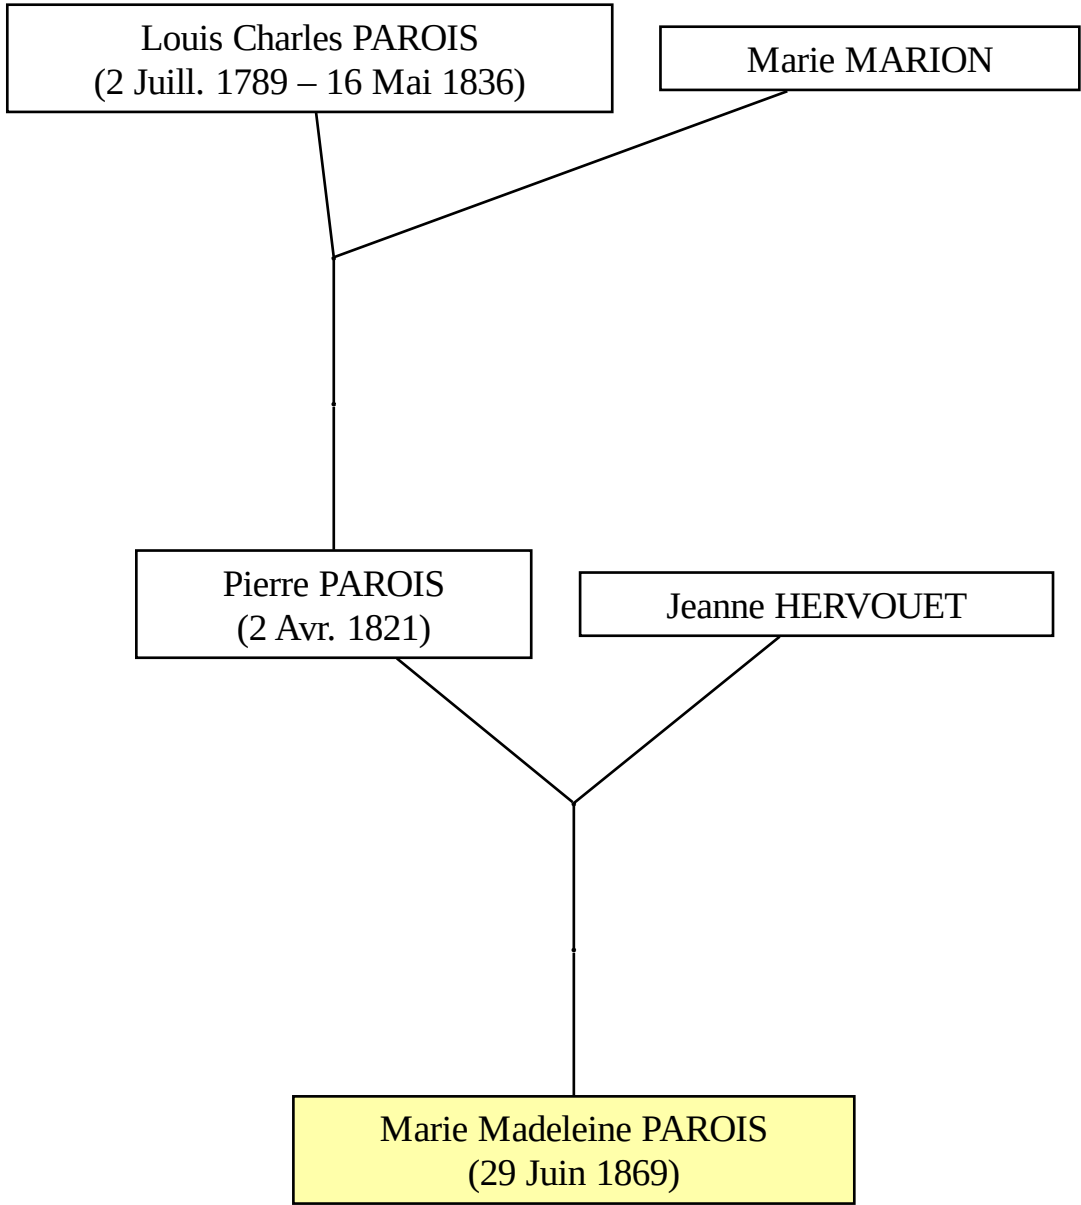 Louis Charles PAROIS
(2 Juill. 1789 – 16 Mai 1836)
Marie MARION
Pierre PAROIS
(2 Avr. 1821)
Jeanne HERVOUET
Marie Madeleine PAROIS
(29 Juin 1869)